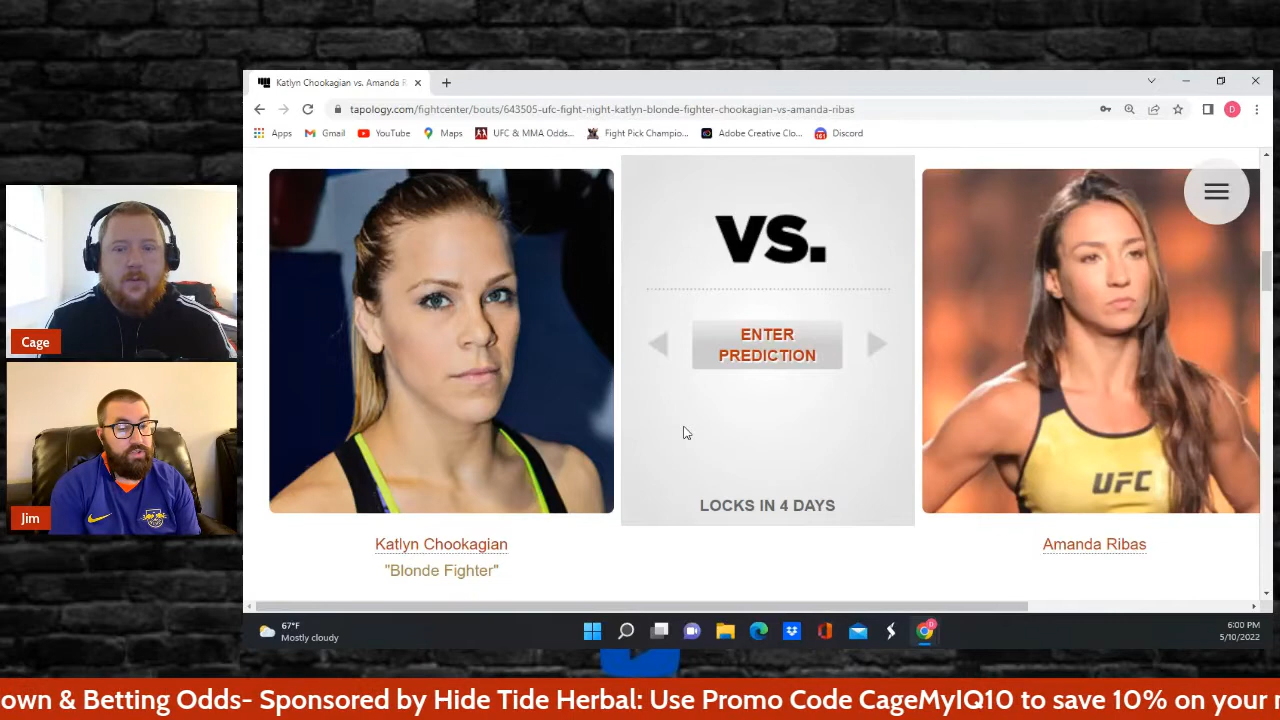 Katlyn Chookagian vs. Amanda R
tapology.com/fightcenter/bouts/643505-ufc-fight-night-katlyn-blonde-fighter-chookagian-vs-amanda-ribas
D
Apps
Gmail
YouTube
Maps
UFC & MMA Odds...
Fight Pick Champio...
Adobe Creative Clo...
Discord
VS.
ENTER
PREDICTION
LOCKS IN 4 DAYS
UFC
Katlyn Chookagian
"Blonde Fighter"
Amanda Ribas
Cage
Jim
67°F
Mostly cloudy
6:00 PM
5/10/2022
own & Betting Odds- Sponsored by Hide Tide Herbal: Use Promo Code CageMyIQ10 to save 10% on your